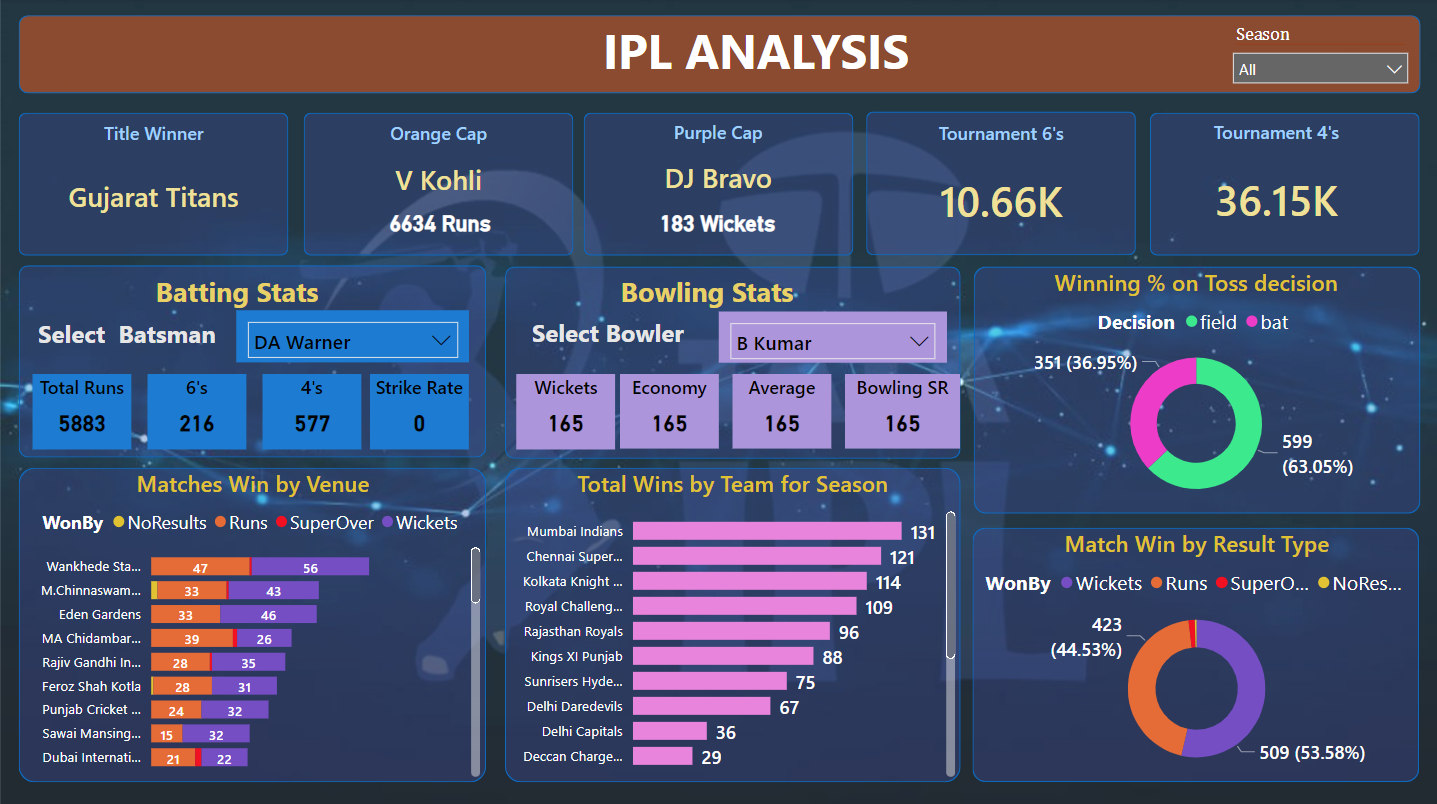 IPL ANALYSIS
Season
All
Title Winner
Gujarat Titans
Orange Cap
V Kohli
6634 Runs
Purple Cap
DJ Bravo
183 Wickets
Tournament 6's
10.66K
Tournament 4's
36.15K
Batting Stats
Select Batsman
DA Warner
Total Runs
5883
6's
216
4's
577
Strike Rate
0
Bowling Stats
Select Bowler
B Kumar
Wickets
165
Economy
165
Average
165
Bowling SR
165
Winning % on Toss decision
Decision field bat
351 (36.95%)
599
(63.05%)
Matches Win by Venue
WonBy NoResults Runs SuperOver Wickets
Wankhede Sta... 47 56
M.Chinnaswam... 33 43
Eden Gardens 33 46
MA Chidambar... 39 26
Rajiv Gandhi In... 28 35
Feroz Shah Kotla 28 31
Punjab Cricket ... 24 32
Sawai Mansing... 15 32
Dubai Internati... 21 22
Total Wins by Team for Season
Mumbai Indians 131
Chennai Super... 121
Kolkata Knight ... 114
Royal Challeng... 109
Rajasthan Royals 96
Kings XI Punjab 88
Sunrisers Hyde... 75
Delhi Daredevils 67
Delhi Capitals 36
Deccan Charge... 29
Match Win by Result Type
WonBy Wickets Runs SuperO... NoRes...
423
(44.53%)
509 (53.58%)
IPL